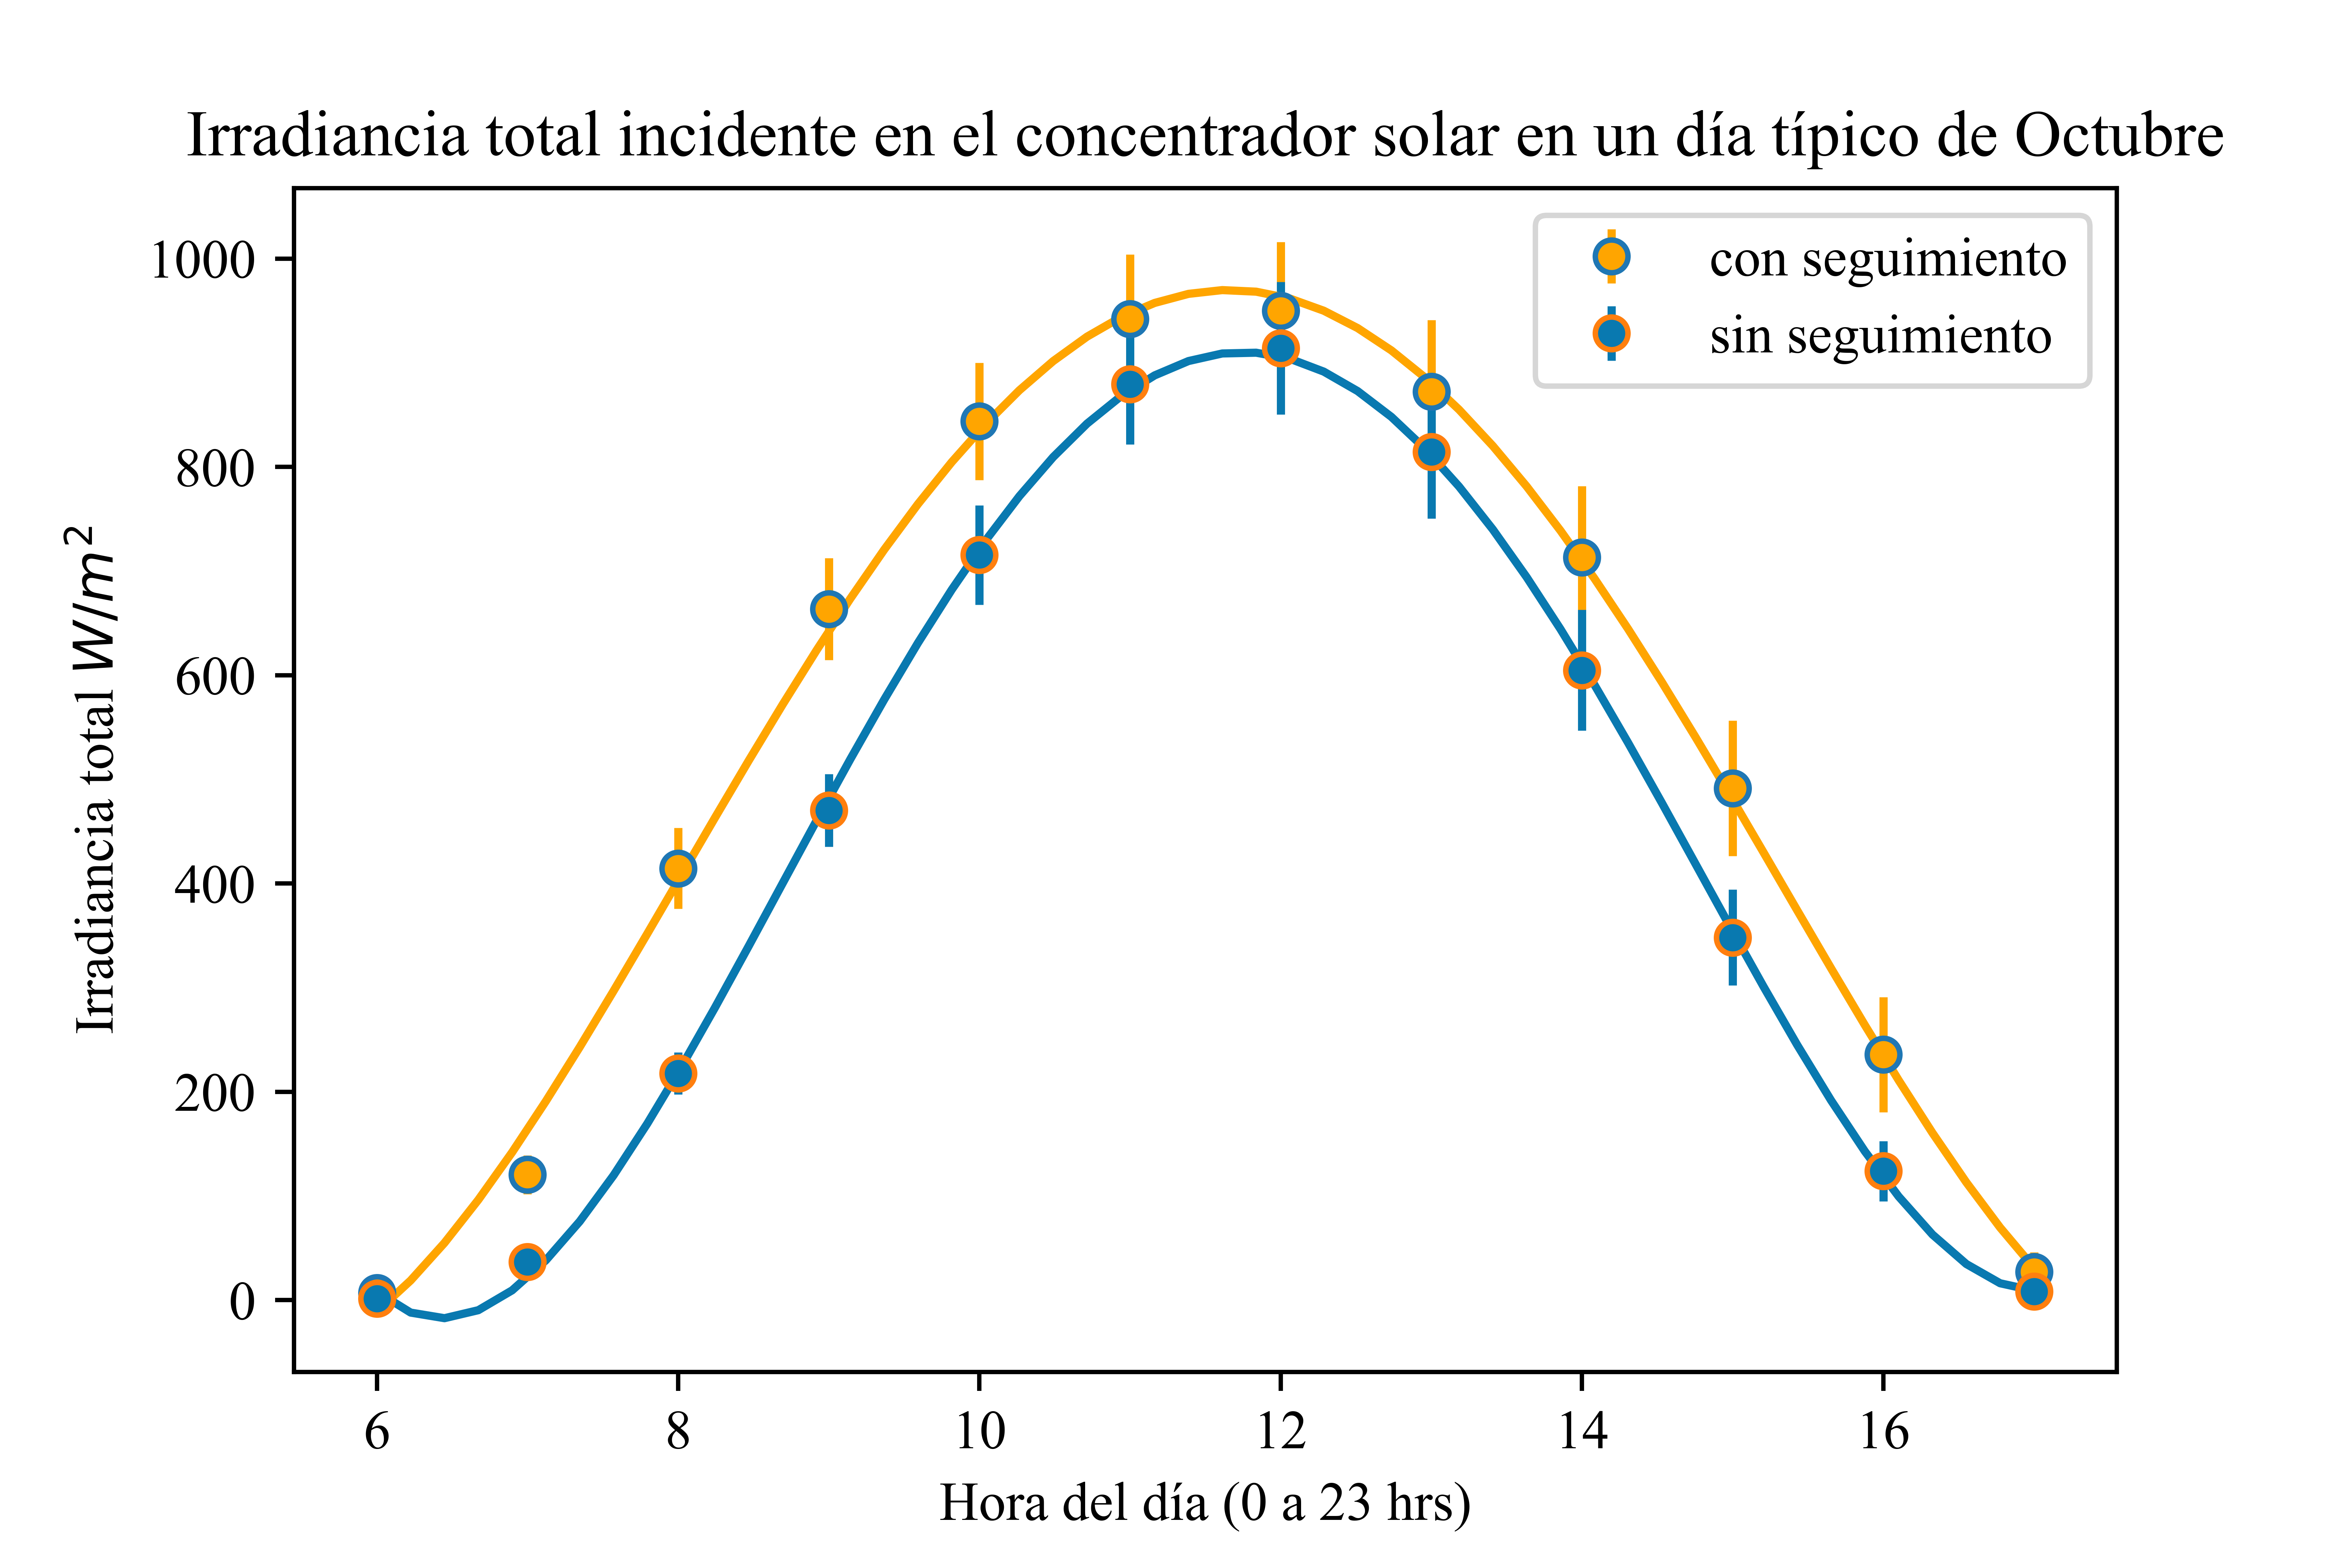 Irradiancia total incidente en el concentrador solar en un día típico de Octubre
con seguimiento
sin seguimiento
Irradiancia total W/m²
1000
800
600
400
200
0
6 8 10 12 14 16
Hora del día (0 a 23 hrs)